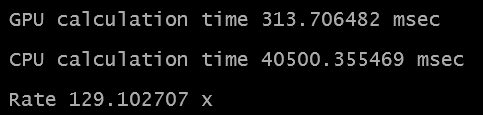 GPU calculation time 313.706482 msec
CPU calculation time 40500.355469 msec
Rate 129.102707 x